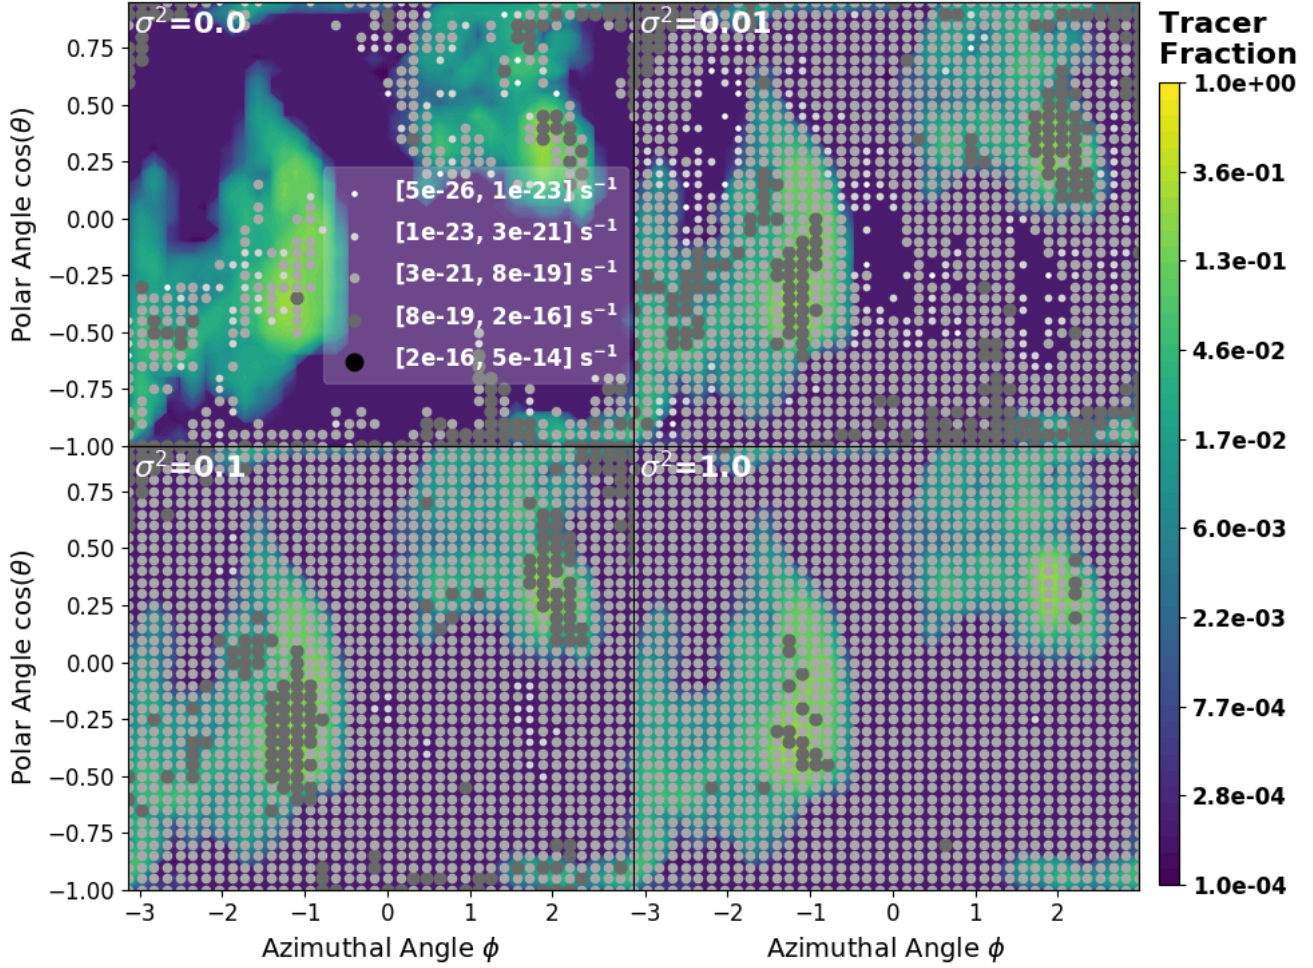 σ²=0.0
σ²=0.01
Tracer
Fraction
0.75
0.50
0.25
0.00
−0.25
−0.50
−0.75
−1.00
Polar Angle cos(θ)
[5e-26, 1e-23] s⁻¹
[1e-23, 3e-21] s⁻¹
[3e-21, 8e-19] s⁻¹
[8e-19, 2e-16] s⁻¹
[2e-16, 5e-14] s⁻¹
σ²=0.1
σ²=1.0
0.75
0.50
0.25
0.00
−0.25
−0.50
−0.75
−1.00
Polar Angle cos(θ)
−3 −2 −1 0 1 2
−3 −2 −1 0 1 2
Azimuthal Angle ϕ
Azimuthal Angle ϕ
1.0e+00
3.6e-01
1.3e-01
4.6e-02
1.7e-02
6.0e-03
2.2e-03
7.7e-04
2.8e-04
1.0e-04